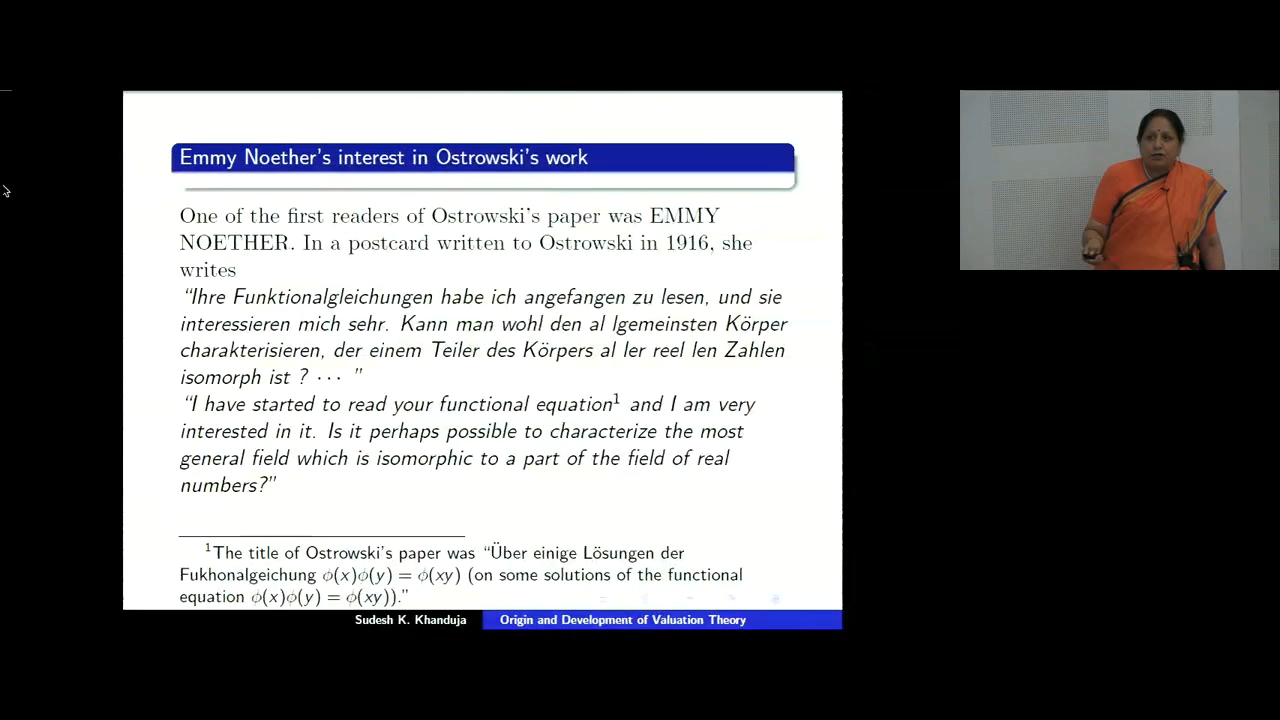 Emmy Noether's interest in Ostrowski's work
One of the first readers of Ostrowski's paper was EMMY
NOETHER. In a postcard written to Ostrowski in 1916, she
writes
“Ihre Funktionalgleichungen habe ich angefangen zu lesen, und sie
interessieren mich sehr. Kann man wohl den al lgemeinsten Körper
charakterisieren, der einem Teiler des Körpers al ler reel len Zahlen
isomorph ist ? ··· ”
“I have started to read your functional equation¹ and I am very
interested in it. Is it perhaps possible to characterize the most
general field which is isomorphic to a part of the field of real
numbers?”
¹The title of Ostrowski's paper was “Über einige Lösungen der
Fukhonalgeichung ϕ(x)ϕ(y) = ϕ(xy) (on some solutions of the functional
equation ϕ(x)ϕ(y) = ϕ(xy)).”
Sudesh K. Khanduja Origin and Development of Valuation Theory